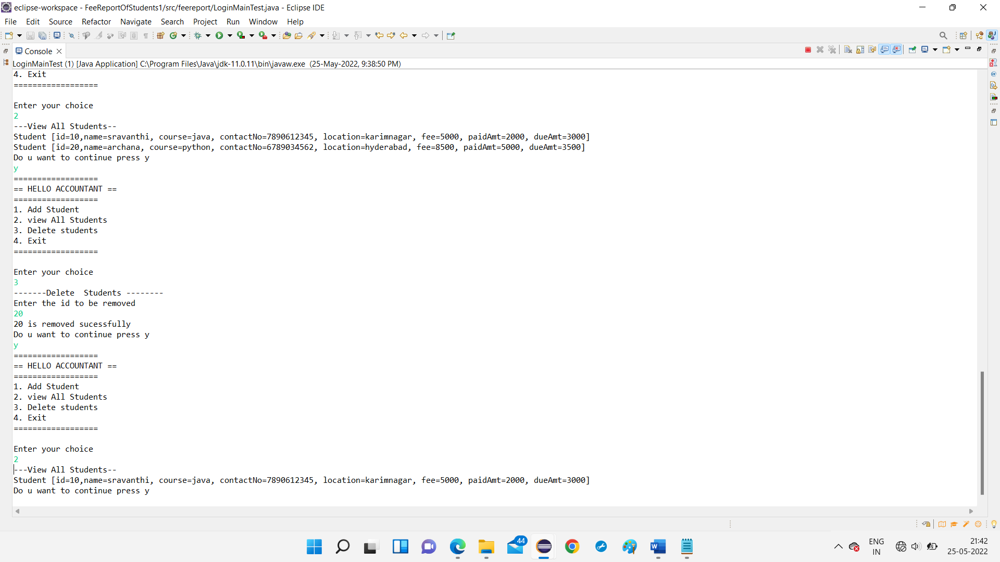 eclipse-workspace - FeeReportOfStudents1/src/feereport/LoginMainTest.java - Eclipse IDE
File Edit Source Refactor Navigate Search Project Run Window Help
Console
LoginMainTest (1) [Java Application] C:\Program Files\Java\jdk-11.0.11\bin\javaw.exe (25-May-2022, 9:38:50 PM)
4. Exit
==================
Enter your choice
2
---View All Students--
Student [id=10,name=sravanthi, course=java, contactNo=7890612345, location=karimnagar, fee=5000, paidAmt=2000, dueAmt=3000]
Student [id=20,name=archana, course=python, contactNo=6789034562, location=hyderabad, fee=8500, paidAmt=5000, dueAmt=3500]
Do u want to continue press y
y
==================
== HELLO ACCOUNTANT ==
==================
1. Add Student
2. view All Students
3. Delete students
4. Exit
==================
Enter your choice
3
-------Delete  Students --------
Enter the id to be removed
20
20 is removed sucessfully
Do u want to continue press y
y
==================
== HELLO ACCOUNTANT ==
==================
1. Add Student
2. view All Students
3. Delete students
4. Exit
==================
Enter your choice
2
---View All Students--
Student [id=10,name=sravanthi, course=java, contactNo=7890612345, location=karimnagar, fee=5000, paidAmt=2000, dueAmt=3000]
Do u want to continue press y
44
ENG
IN
21:42
25-05-2022